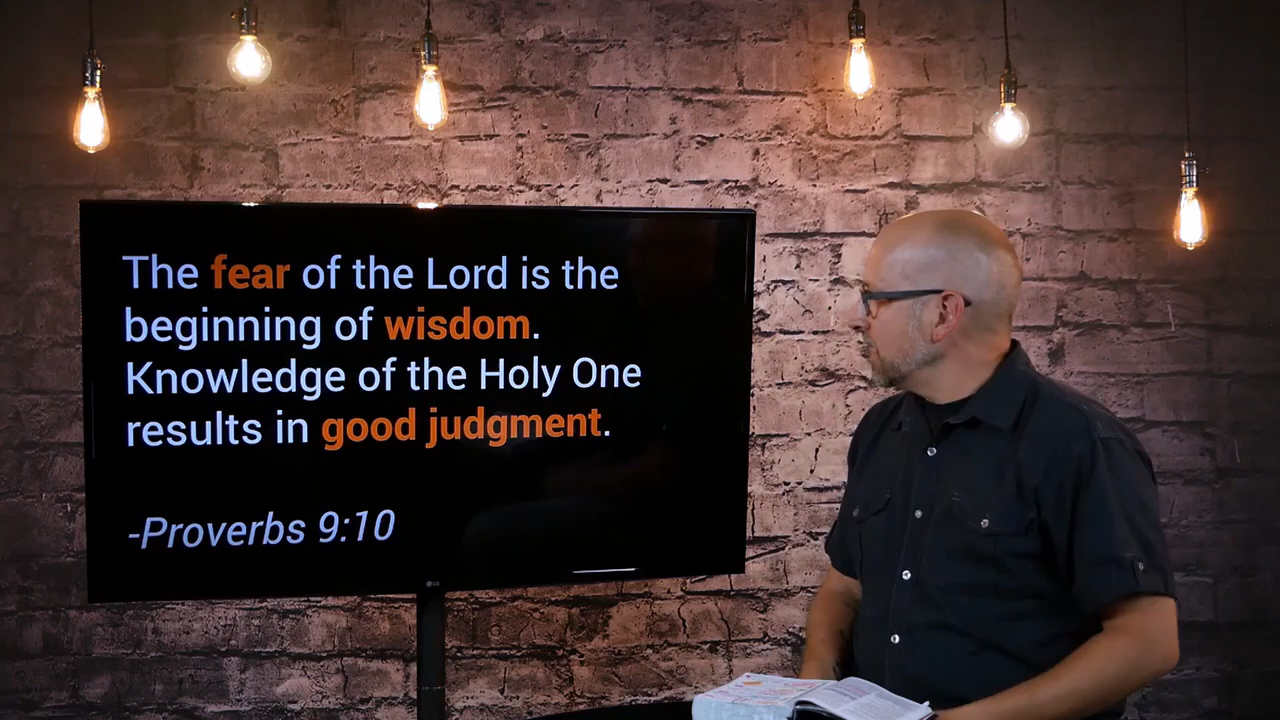 The fear of the Lord is the
beginning of wisdom.
Knowledge of the Holy One
results in good judgment.
-Proverbs 9:10
LG